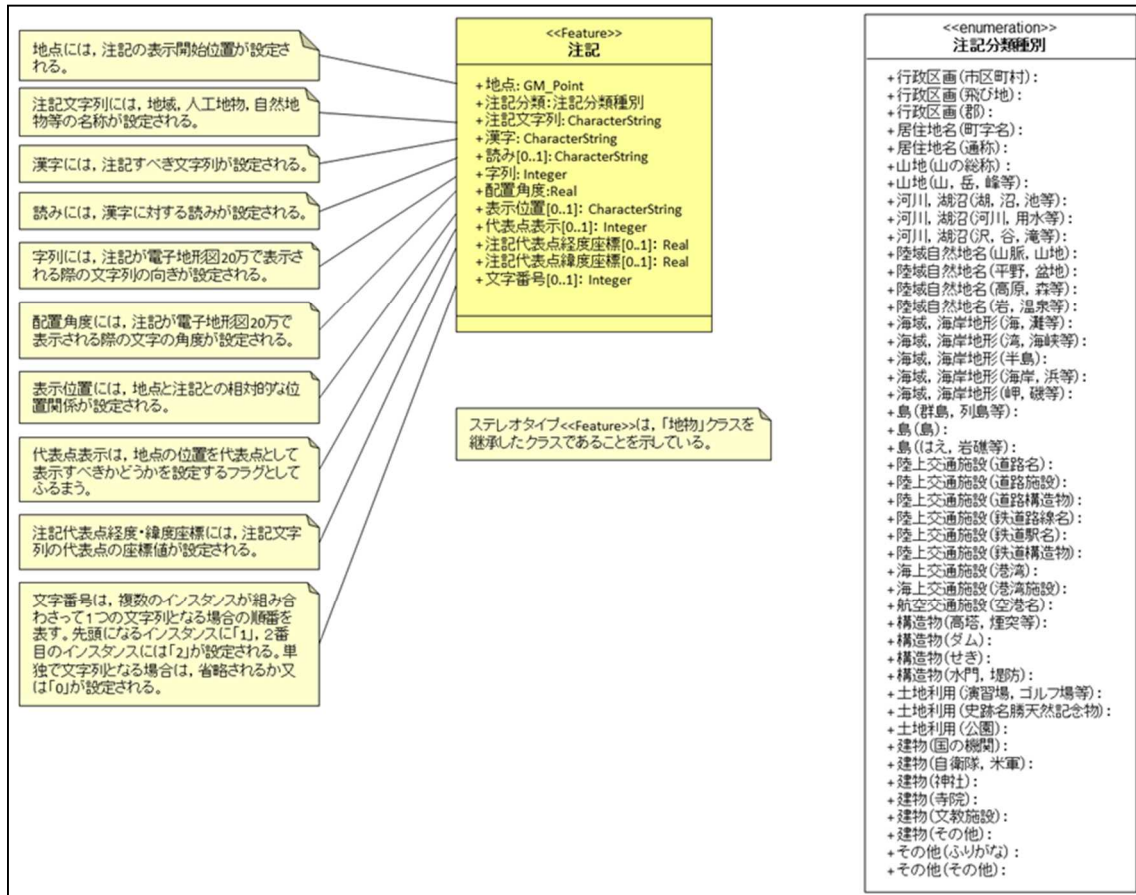 地点には，注記の表示開始位置が設定さ
れる。
注記文字列には，地域，人工地物，自然地
物等の名称が設定される。
漢字には，注記すべき文字列が設定される。
読みには，漢字に対する読みが設定される。
字列には，注記が電子地形図20万で表示さ
れる際の文字列の向きが設定される。
配置角度には，注記が電子地形図20万で
表示される際の文字の角度が設定される。
表示位置には，地点と注記との相対的な位
置関係が設定される。
代表点表示は，地点の位置を代表点として
表示すべきかどうかを設定するフラグとして
ふるまう。
注記代表点経度・緯度座標には，注記文字
列の代表点の座標値が設定される。
文字番号は，複数のインスタンスが組み合
わさって1つの文字列となる場合の順番を
表す。先頭になるインスタンスに「1」，2番
目のインスタンスには「2」が設定される。単
独で文字列となる場合は，省略されるか又
は「0」が設定される。
<<Feature>>
注記
+地点: GM_Point
+注記分類:注記分類種別
+注記文字列: CharacterString
+漢字: CharacterString
+読み[0..1]: CharacterString
+字列: Integer
+配置角度:Real
+表示位置[0..1]: CharacterString
+代表点表示[0..1]: Integer
+注記代表点経度座標[0..1]: Real
+注記代表点緯度座標[0..1]: Real
+文字番号[0..1]: Integer
ステレオタイプ<<Feature>>は，「地物」クラスを
継承したクラスであることを示している。
<<enumeration>>
注記分類種別
+行政区画(市区町村):
+行政区画(飛び地):
+行政区画(郡):
+居住地名(町字名):
+居住地名(通称):
+山地(山の総称):
+山地(山，岳，峰等):
+河川，湖沼(湖，沼，池等):
+河川，湖沼(河川，用水等):
+河川，湖沼(沢，谷，滝等):
+陸域自然地名(山脈，山地):
+陸域自然地名(平野，盆地):
+陸域自然地名(高原，森等):
+陸域自然地名(岩，温泉等):
+海域，海岸地形(海，灘等):
+海域，海岸地形(湾，海峡等):
+海域，海岸地形(半島):
+海域，海岸地形(海岸，浜等):
+海域，海岸地形(岬，磯等):
+島(群島，列島等):
+島(島):
+島((はえ，岩礁等):
+陸上交通施設(道路名):
+陸上交通施設(道路施設):
+陸上交通施設(道路構造物):
+陸上交通施設(鉄道路線名):
+陸上交通施設(鉄道駅名):
+陸上交通施設(鉄道構造物):
+海上交通施設(港湾):
+海上交通施設(港湾施設):
+航空交通施設(空港名):
+構造物(高塔，煙突等):
+構造物(ダム):
+構造物(せき):
+構造物(水門，堤防):
+土地利用(演習場，ゴルフ場等):
+土地利用(史跡名勝天然記念物):
+土地利用(公園):
+建物(国の機関):
+建物(自衛隊，米軍):
+建物(神社):
+建物(寺院):
+建物(文教施設):
+建物(その他):
+その他(ふりがな):
+その他(その他):